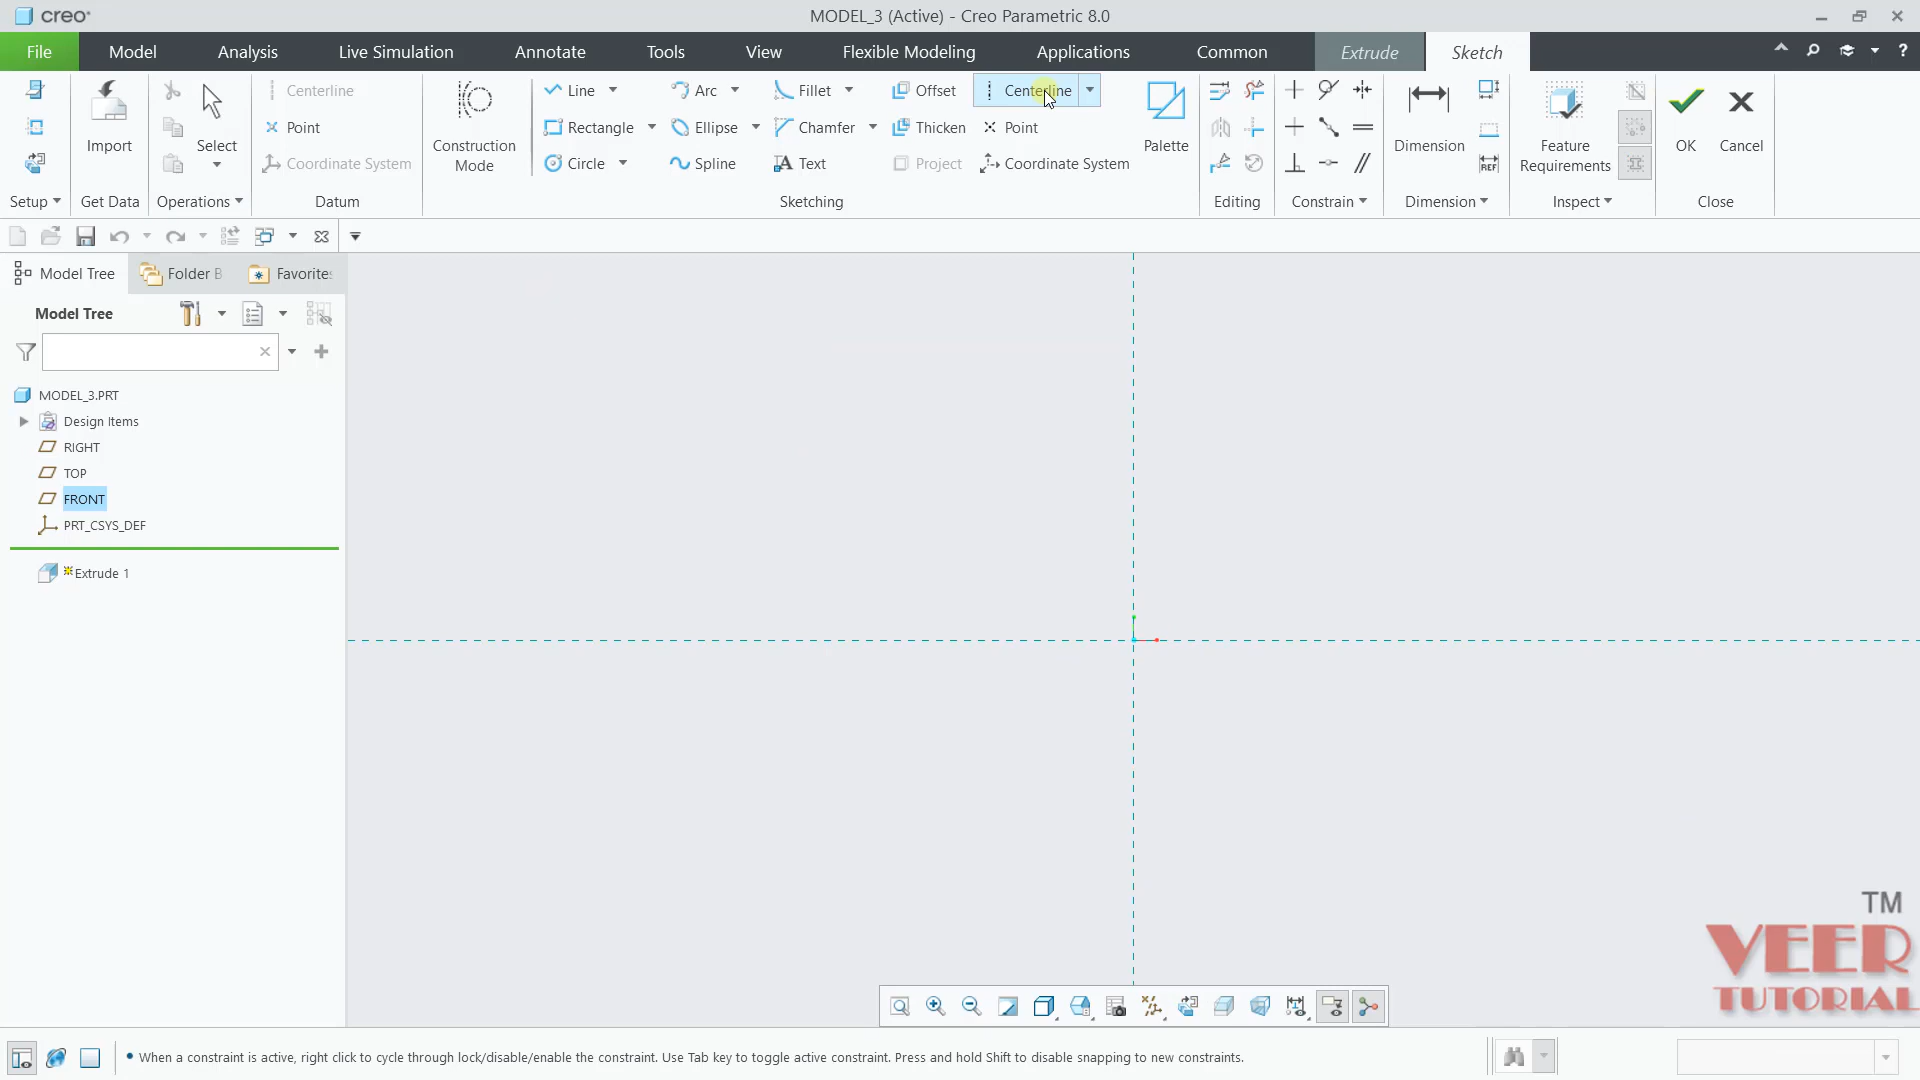 creo
MODEL_3 (Active) - Creo Parametric 8.0
File Model Analysis Live Simulation Annotate Tools View Flexible Modeling Applications Common Extrude Sketch
Centerline Line Arc Fillet Offset Centerline
Point Rectangle Ellipse Chamfer Thicken Point
Coordinate System Circle Spline Text Project Coordinate System
Import Select Construction Mode Palette Dimension Feature Requirements OK Cancel
REF
Setup Get Data Operations Datum Sketching Editing Constrain Dimension Inspect Close
Model Tree Folder B Favorites
Model Tree
MODEL_3.PRT
Design Items
RIGHT
TOP
FRONT
PRT_CSYS_DEF
Extrude 1
TM
VEER
TUTORIAL
• When a constraint is active, right click to cycle through lock/disable/enable the constraint. Use Tab key to toggle active constraint. Press and hold Shift to disable snapping to new constraints.